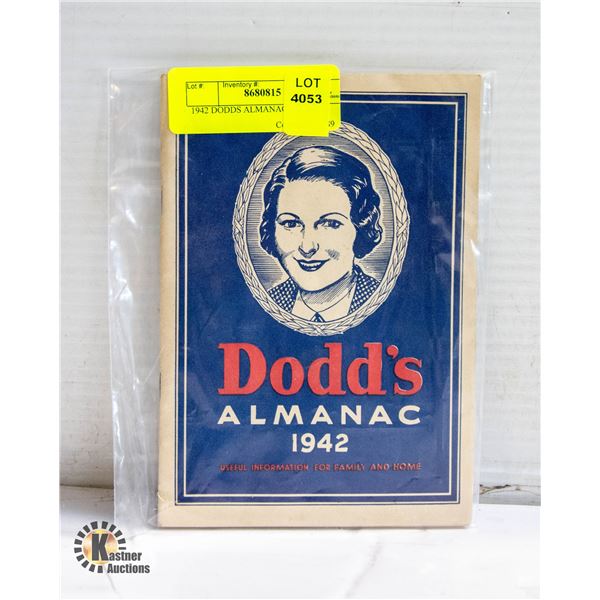 Lot #: Inventory #: LOT
8680815 4053
1942 DODDS ALMANAC
Dodd's
ALMANAC
1942
USEFUL INFORMATION FOR FAMILY AND HOME
Kastner
Auctions